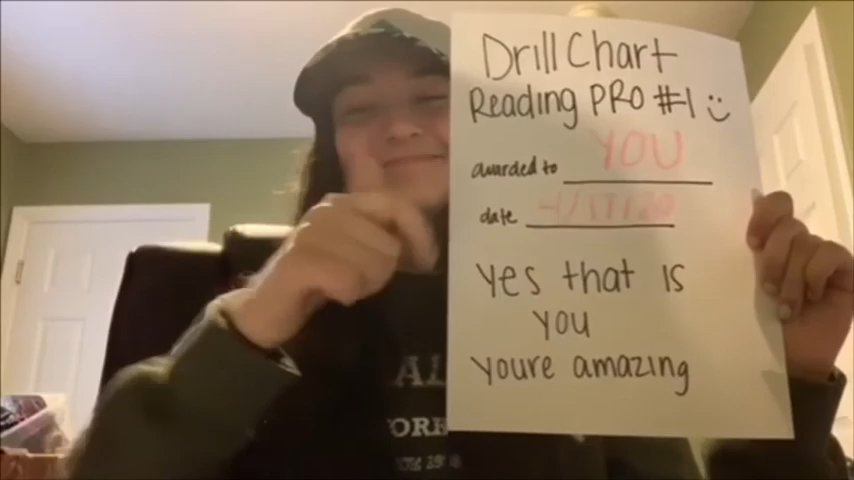 Drill Chart
Reading PRO #1 :)
awarded to YOU
date
yes that is
you
youre amazing